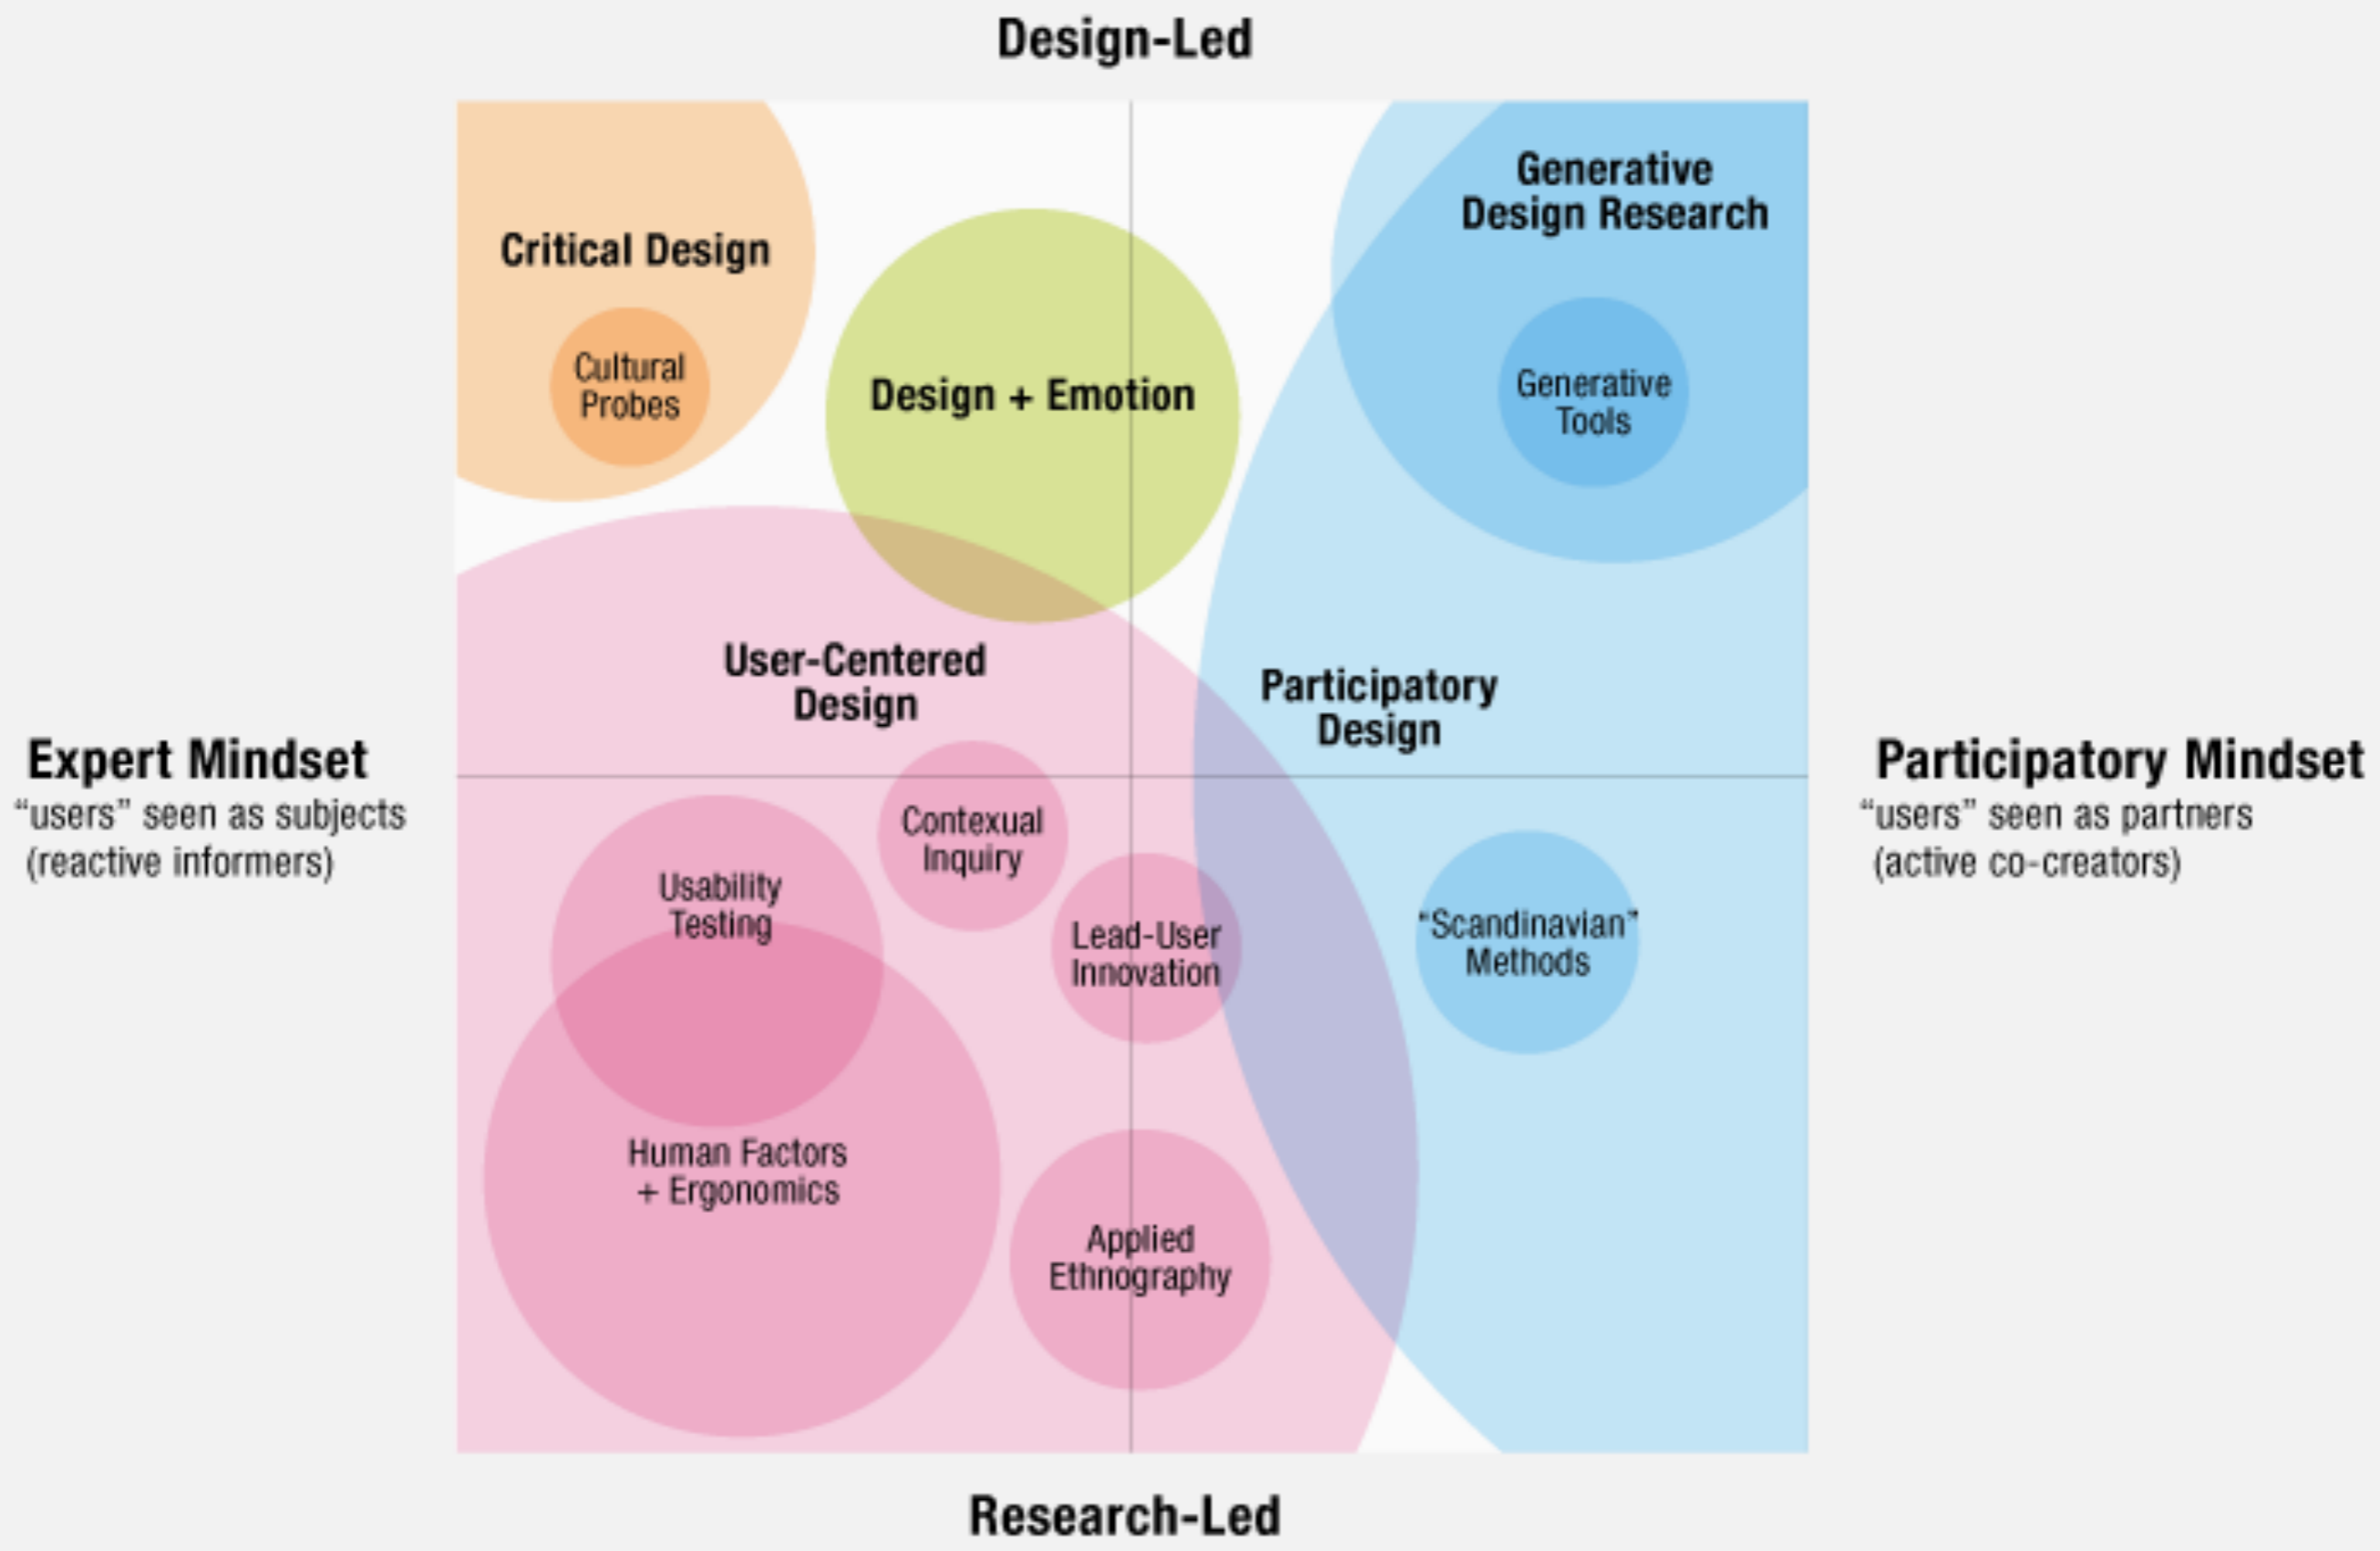 Design-Led
Generative
Design Research
Critical Design
Cultural
Probes
Design + Emotion
Generative
Tools
User-Centered
Design
Participatory
Design
Expert Mindset
“users” seen as subjects
(reactive informers)
Participatory Mindset
“users” seen as partners
(active co-creators)
Contexual
Inquiry
Usability
Testing
Lead-User
Innovation
“Scandinavian”
Methods
Human Factors
+ Ergonomics
Applied
Ethnography
Research-Led